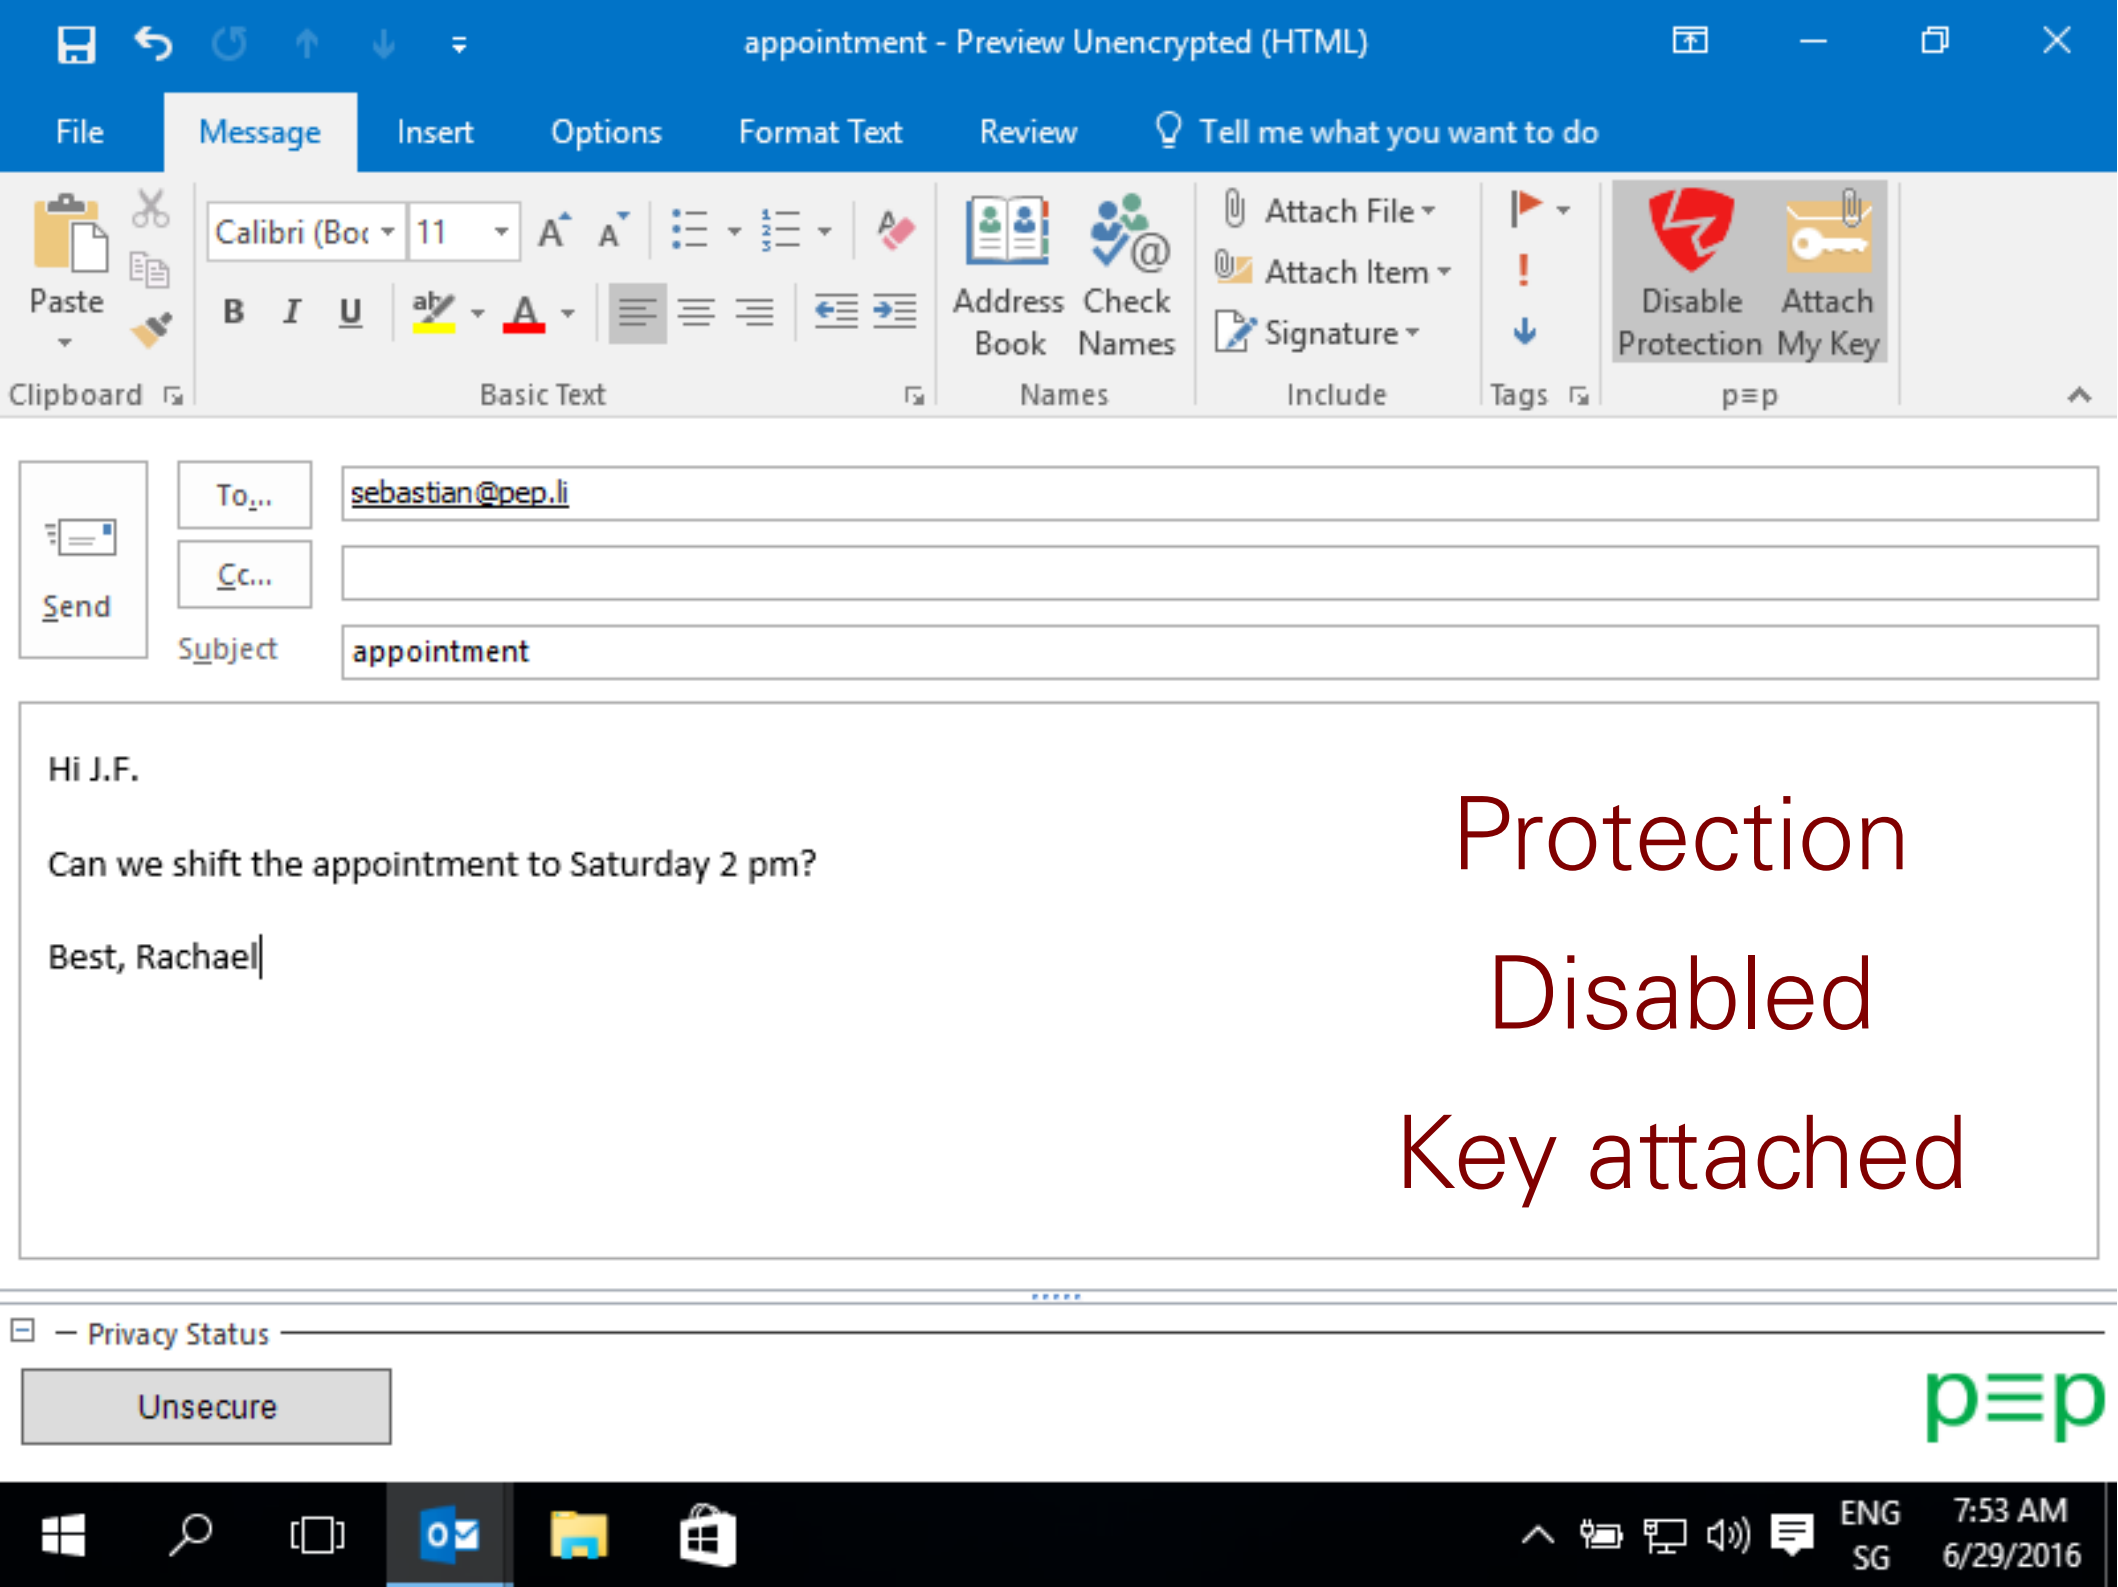 appointment - Preview Unencrypted (HTML)
File Message Insert Options Format Text Review Tell me what you want to do
Paste
Calibri (Boc 11
B I U
Address Book
Check Names
Attach File
Attach Item
Signature
Disable Protection
Attach My Key
Clipboard Basic Text Names Include Tags p≡p
Send
To...
sebastian@pep.li
Cc...
Subject
appointment
Hi J.F.
Can we shift the appointment to Saturday 2 pm?
Best, Rachael
Protection
Disabled
Key attached
Privacy Status
Unsecure
p≡p
ENG
SG
7:53 AM
6/29/2016